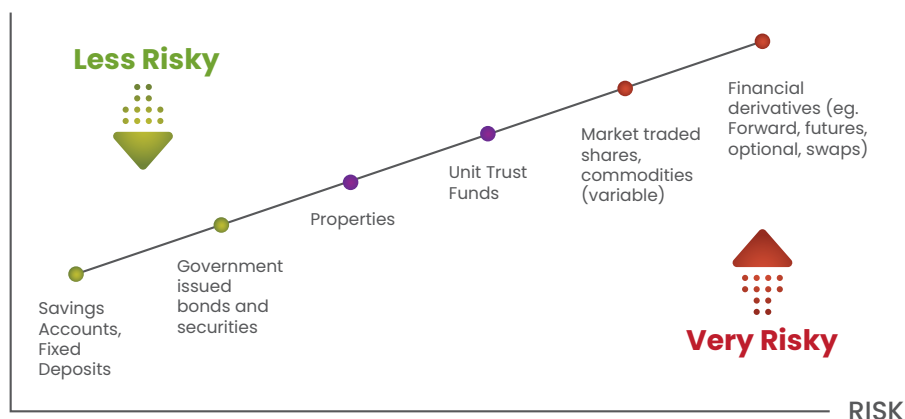 Less Risky
Savings
Accounts,
Fixed
Deposits
Government
issued
bonds and
securities
Properties
Unit Trust
Funds
Market traded
shares,
commodities
(variable)
Financial
derivatives (eg.
Forward, futures,
optional, swaps)
Very Risky
RISK